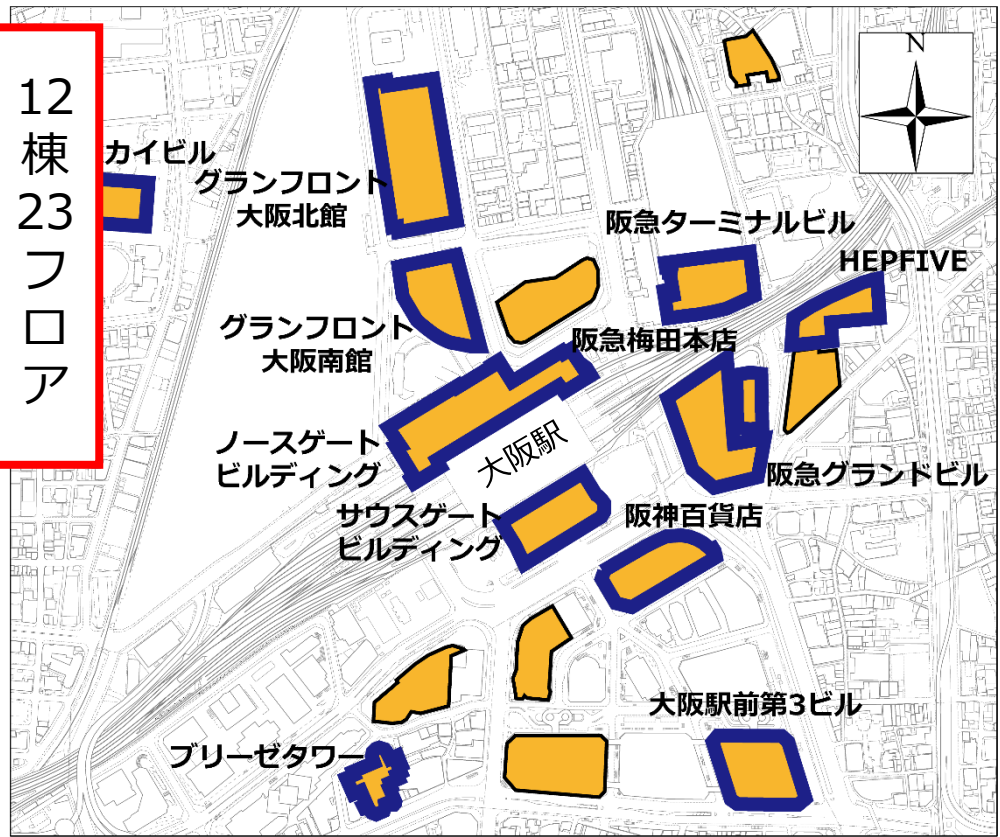 12
棟
23
フ
ロ
ア
N
カイビル
グランフロント
大阪北館
阪急ターミナルビル
HEPFIVE
グランフロント
大阪南館
阪急梅田本店
ノースゲート
ビルディング
大阪駅
阪急グランドビル
サウスゲート
ビルディング
阪神百貨店
大阪駅前第3ビル
ブリーゼタワー